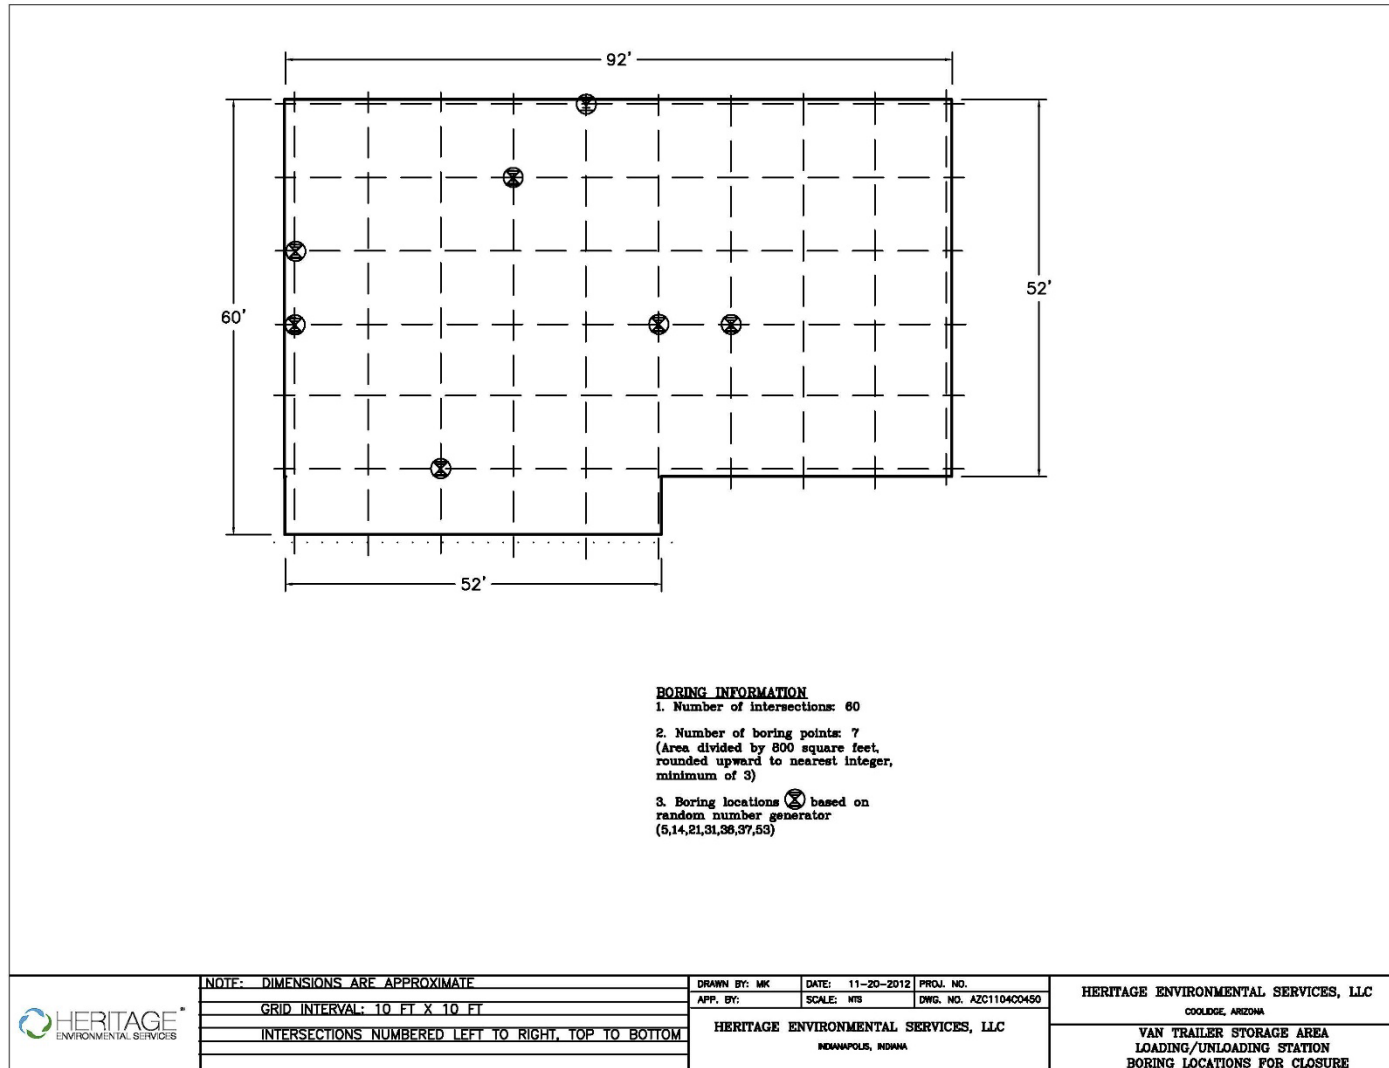 92'
60'
52'
52'
BORING INFORMATION
1. Number of intersections: 60
2. Number of boring points: 7
(Area divided by 800 square feet,
rounded upward to nearest integer,
minimum of 3)
3. Boring locations based on
random number generator
(5,14,21,31,36,37,53)
HERITAGE
ENVIRONMENTAL SERVICES
NOTE: DIMENSIONS ARE APPROXIMATE
GRID INTERVAL: 10 FT X 10 FT
INTERSECTIONS NUMBERED LEFT TO RIGHT, TOP TO BOTTOM
DRAWN BY: MK DATE: 11-20-2012 PROJ. NO.
APP. BY: SCALE: NTS DWG. NO. AZC1104C0450
HERITAGE ENVIRONMENTAL SERVICES, LLC
INDIANAPOLIS, INDIANA
HERITAGE ENVIRONMENTAL SERVICES, LLC
COOLIDGE, ARIZONA
VAN TRAILER STORAGE AREA
LOADING/UNLOADING STATION
BORING LOCATIONS FOR CLOSURE